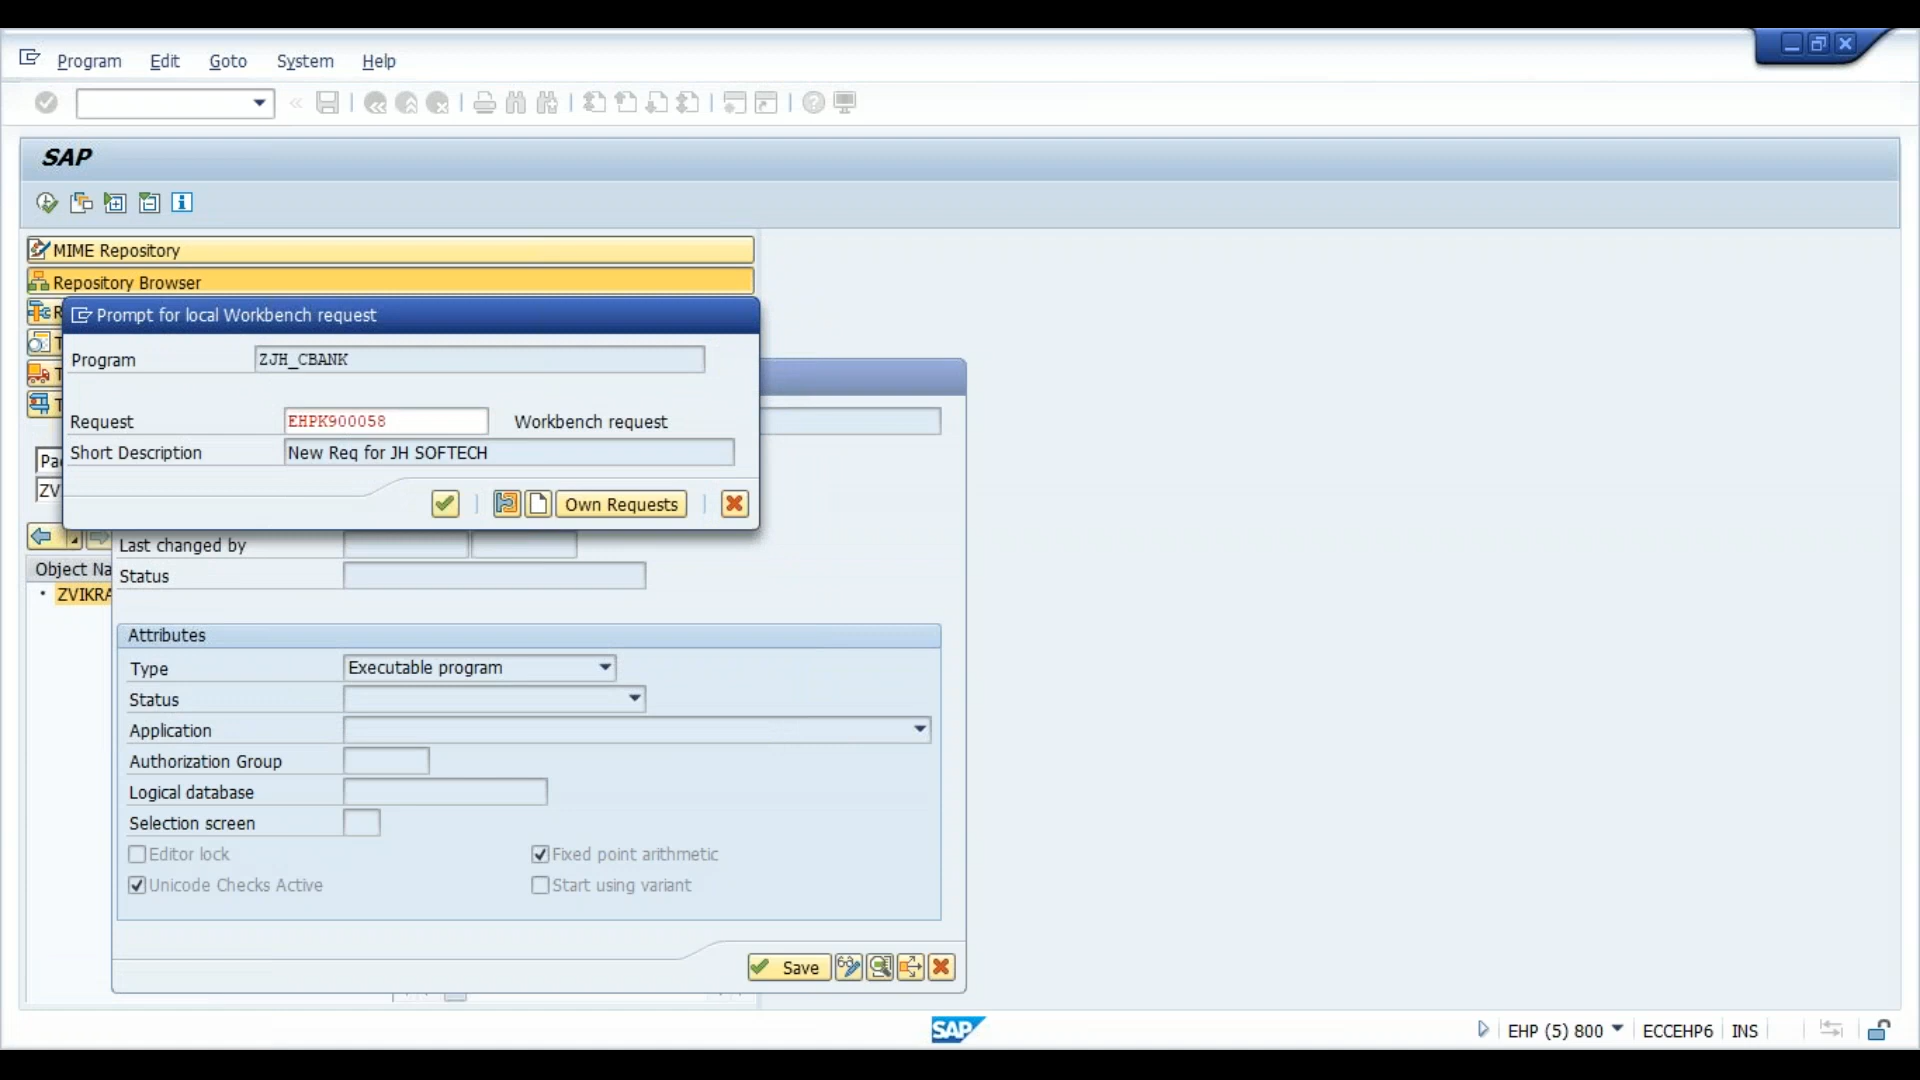 Program Edit Goto System Help
SAP
MIME Repository
Repository Browser
Prompt for local Workbench request
Program ZJH_CBANK
Request EHPK900058 Workbench request
Short Description New Req for JH SOFTECH
Own Requests
Last changed by
Object Na
Status
ZVIKRA
Attributes
Type Executable program
Status
Application
Authorization Group
Logical database
Selection screen
Editor lock Fixed point arithmetic
Unicode Checks Active Start using variant
Save
SAP EHP (5) 800 ECCEHP6 INS